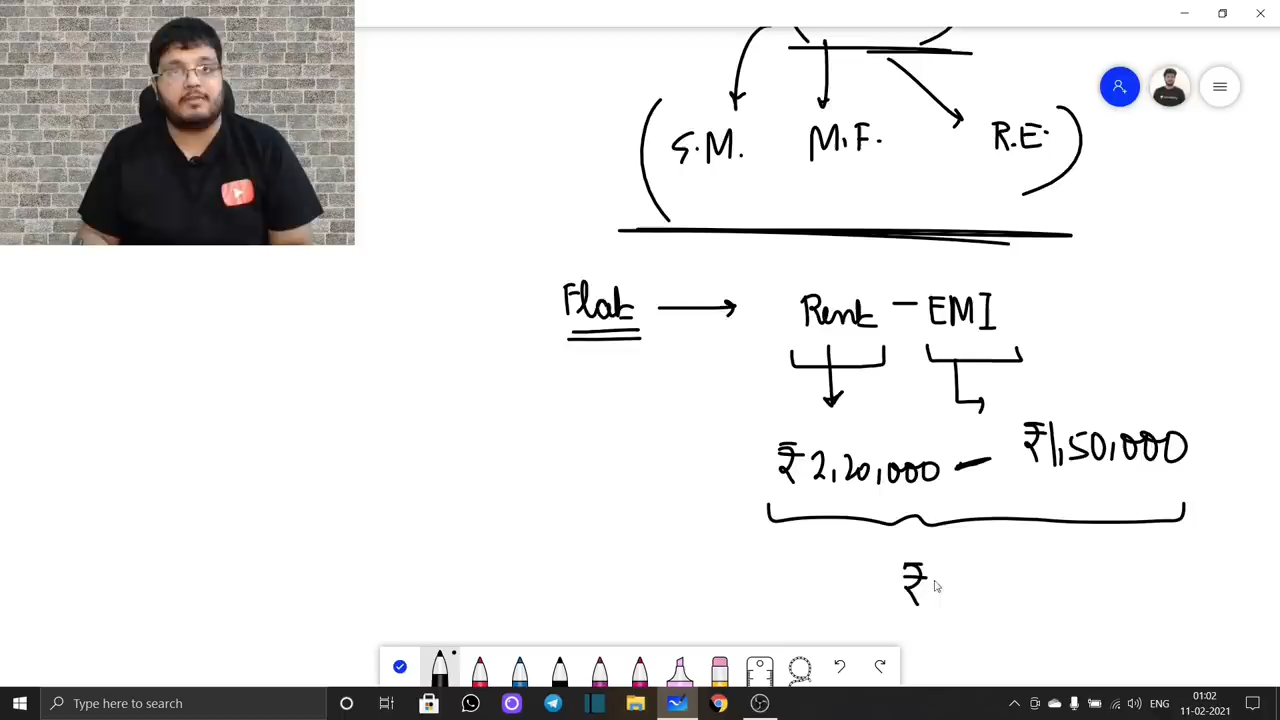 S.M. M.F. R.E.
Flat Rent - EMI
₹2,20,000 - ₹1,50,000
₹
Type here to search
ENG
01:02
11-02-2021